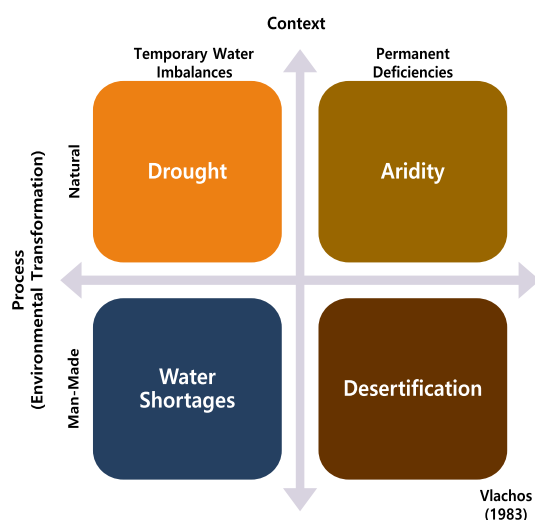 Context
Temporary Water
Imbalances
Permanent
Deficiencies
Process
(Environmental Transformation)
Natural
Drought
Aridity
Man-Made
Water
Shortages
Desertification
Vlachos
(1983)